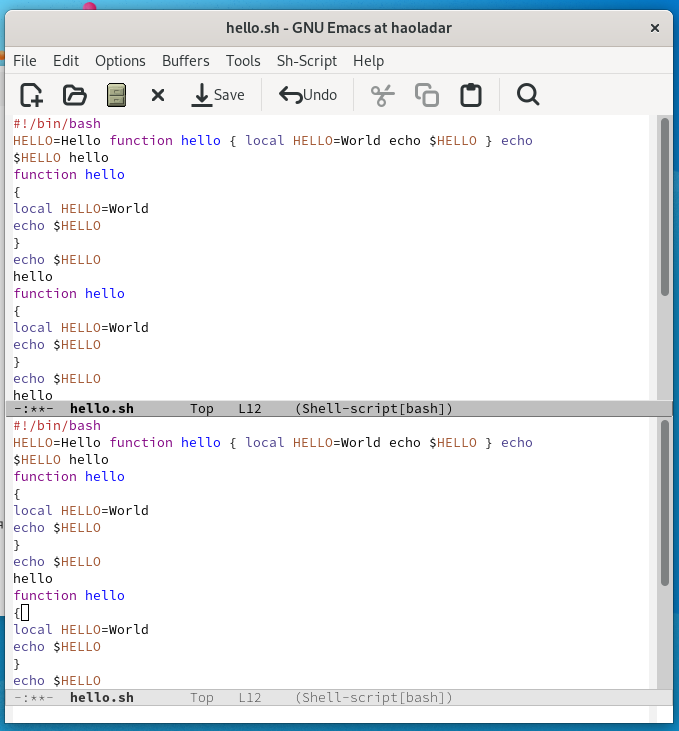 hello.sh - GNU Emacs at haoladar
File Edit Options Buffers Tools Sh-Script Help
Save Undo
#!/bin/bash
HELLO=Hello function hello { local HELLO=World echo $HELLO } echo
$HELLO hello
function hello
{
local HELLO=World
echo $HELLO
}
echo $HELLO
hello
function hello
{
local HELLO=World
echo $HELLO
}
echo $HELLO
hello
-:**- hello.sh Top L12 (Shell-script[bash])
#!/bin/bash
HELLO=Hello function hello { local HELLO=World echo $HELLO } echo
$HELLO hello
function hello
{
local HELLO=World
echo $HELLO
}
echo $HELLO
hello
function hello
{
local HELLO=World
echo $HELLO
}
echo $HELLO
-:**- hello.sh Top L12 (Shell-script[bash])